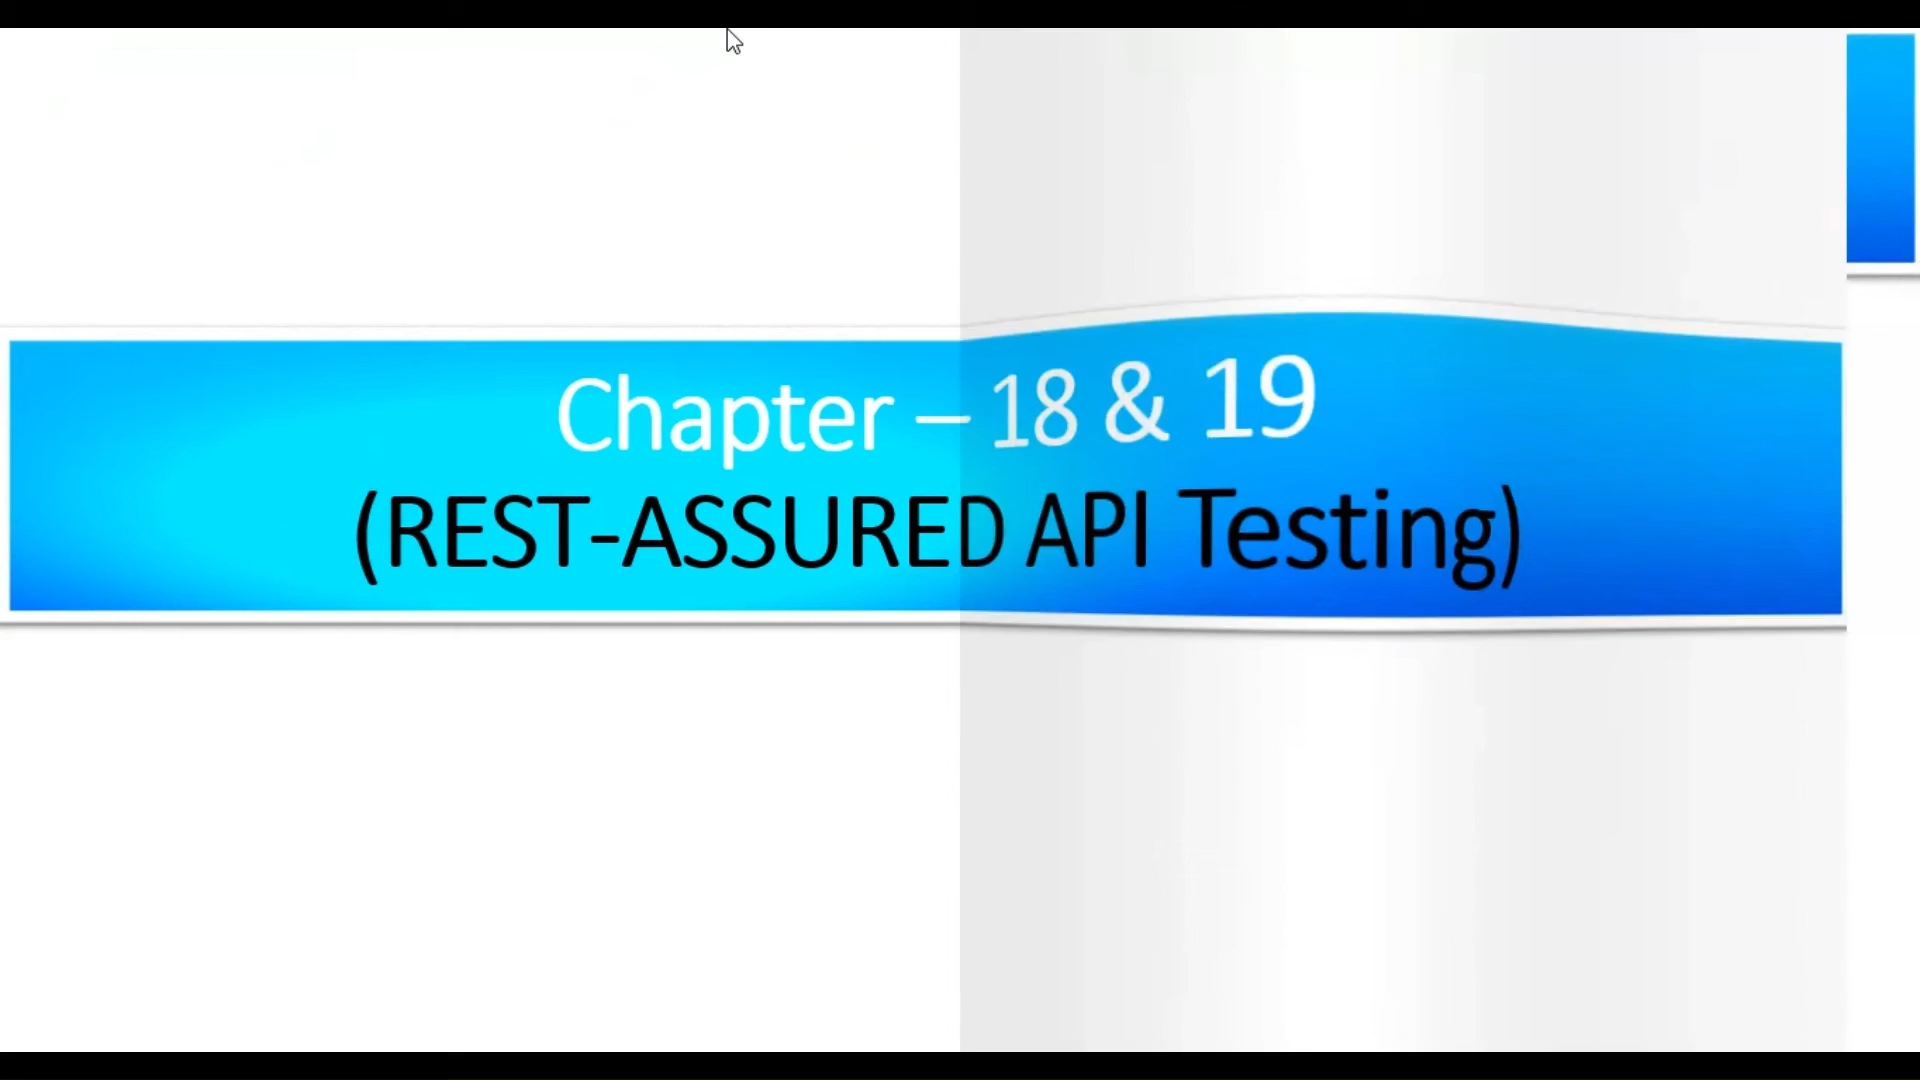 Chapter – 18 & 19
(REST-ASSURED API Testing)